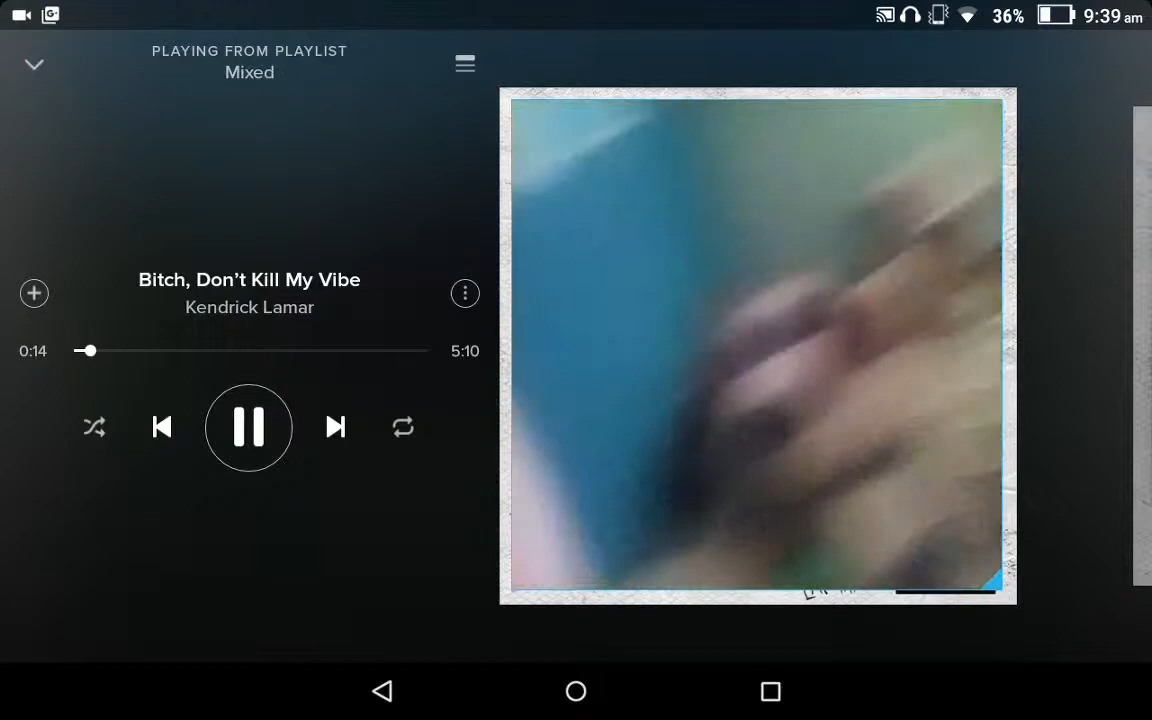 36%
9:39 am
PLAYING FROM PLAYLIST
Mixed
Bitch, Don’t Kill My Vibe
Kendrick Lamar
0:14
5:10